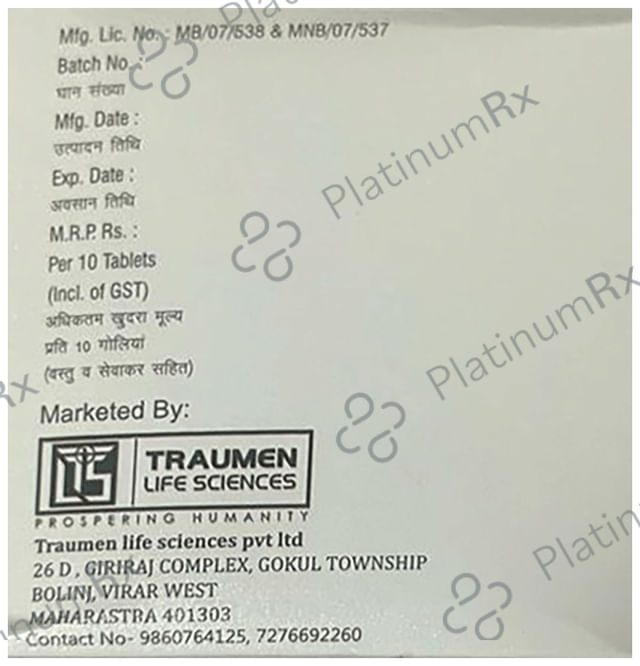 Mfg. Lic. No. : MB/07/538 & MNB/07/537
Batch No. :
घान संख्या
Mfg. Date :
उत्पादन तिथि
Exp. Date :
अवसान तिथि
M.R.P. Rs. :
Per 10 Tablets
(Incl. of GST)
अधिकतम खुदरा मूल्य
प्रति 10 गोलियां
(वस्तु व सेवाकर सहित)
Marketed By:
TRAUMEN
LIFE SCIENCES
PROSPERING HUMANITY
Traumen life sciences pvt ltd
26 D, GIRIRAJ COMPLEX, GOKUL TOWNSHIP
BOLINJ, VIRAR WEST
MAHARASTRA 401303
Contact No- 9860764125, 7276692260
PlatinumRx
PlatinumRx